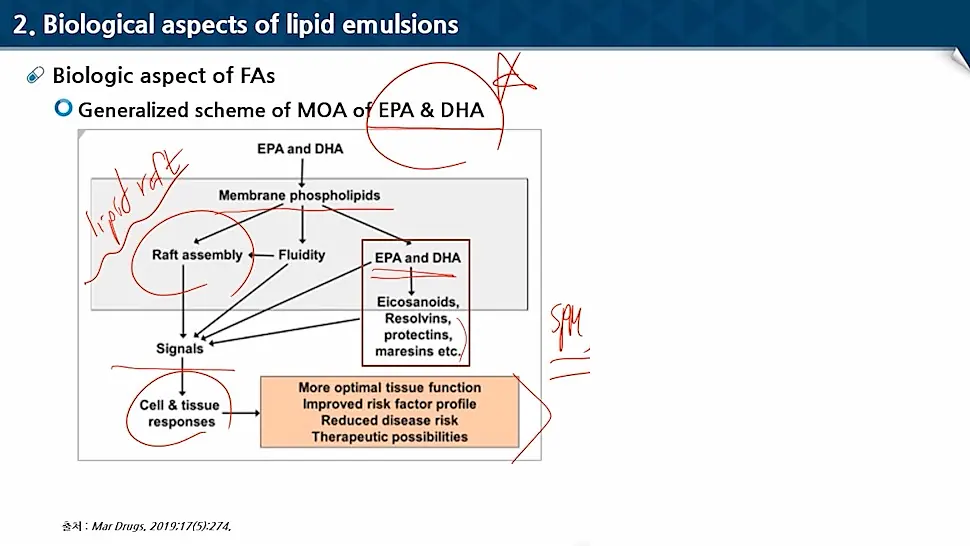 2. Biological aspects of lipid emulsions
Biologic aspect of FAs
Generalized scheme of MOA of EPA & DHA
EPA and DHA
lipid raft
Membrane phospholipids
Raft assembly
Fluidity
EPA and DHA
Eicosanoids,
Resolvins,
protectins,
maresins etc.
SPM
Signals
Cell & tissue
responses
More optimal tissue function
Improved risk factor profile
Reduced disease risk
Therapeutic possibilities
출처 : Mar Drugs, 2019;17(5):274.